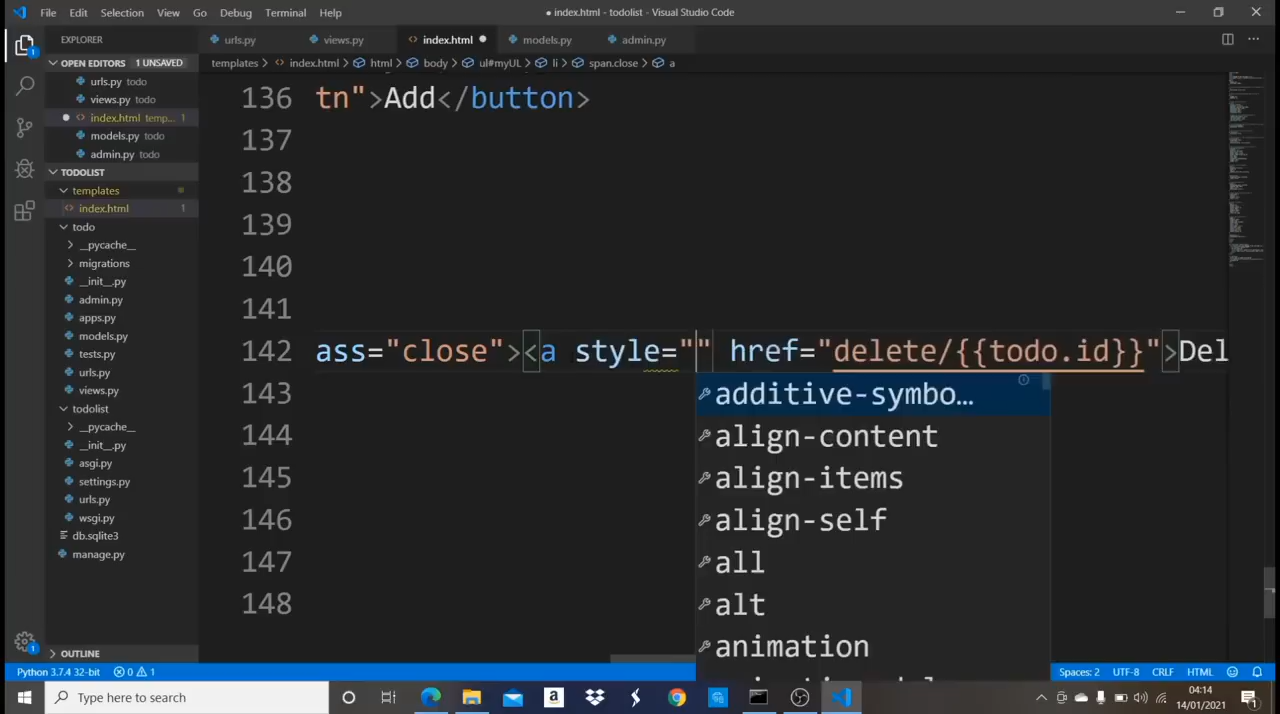 File Edit Selection View Go Debug Terminal Help
● index.html - todolist - Visual Studio Code
EXPLORER
urls.py views.py index.html models.py admin.py
OPEN EDITORS 1 UNSAVED
templates > index.html > html > body > ul#myUL > li > span.close > a
urls.py todo
views.py todo
index.html temp... 1
models.py todo
admin.py todo
TODOLIST
templates
index.html 1
todo
__pycache__
migrations
__init__.py
admin.py
apps.py
models.py
tests.py
urls.py
views.py
todolist
__pycache__
__init__.py
asgi.py
settings.py
urls.py
wsgi.py
db.sqlite3
manage.py
OUTLINE
136 tn">Add</button>
137
138
139
140
141
142 ass="close"><a style="" href="delete/{{todo.id}}">Del
143
144
145
146
147
148
additive-symbo…
align-content
align-items
align-self
all
alt
animation
Python 3.7.4 32-bit 0 1
Spaces: 2 UTF-8 CRLF HTML
Type here to search
04:14
14/01/2021